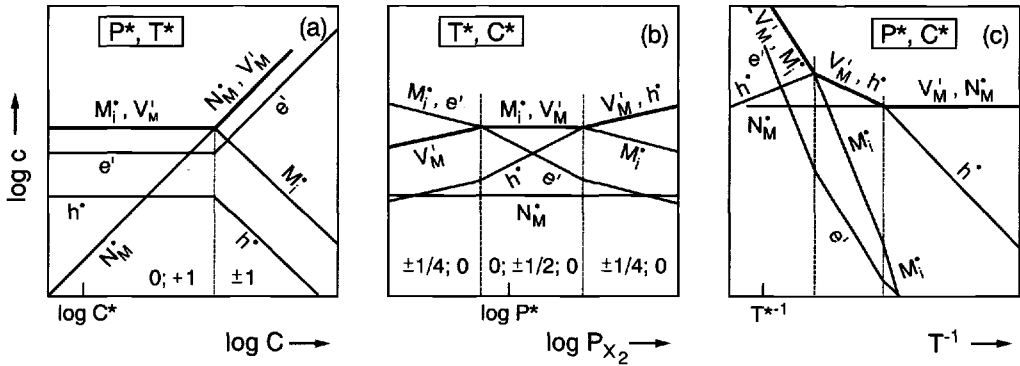 P*, T*
(a)
N_M^•, V_M'
M_i^•, V_M'
e'
e'
M_i^•
h^•
h^•
N_M^•
0; +1
±1
log C*
log C →
log c →
T*, C*
(b)
M_i^•, e'
M_i^•, V_M'
V_M', h^•
V_M'
M_i^•
h^•
e'
N_M^•
±1/4; 0
0; ±1/2; 0
±1/4; 0
log P*
log P_X₂ →
P*, C*
(c)
V_M', M_i^•
e'
V_M', h^•
h^•
V_M', N_M^•
N_M^•
M_i^•
h^•
e'
M_i^•
T*⁻¹
T⁻¹ →